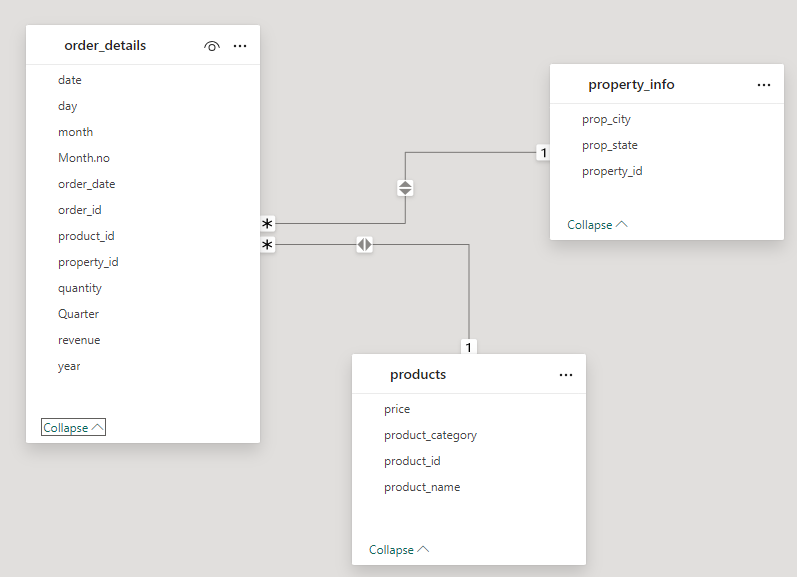 order_details
date
day
month
Month.no
order_date
order_id
product_id
property_id
quantity
Quarter
revenue
year
Collapse
property_info
prop_city
prop_state
property_id
Collapse
1
*
*
1
products
price
product_category
product_id
product_name
Collapse